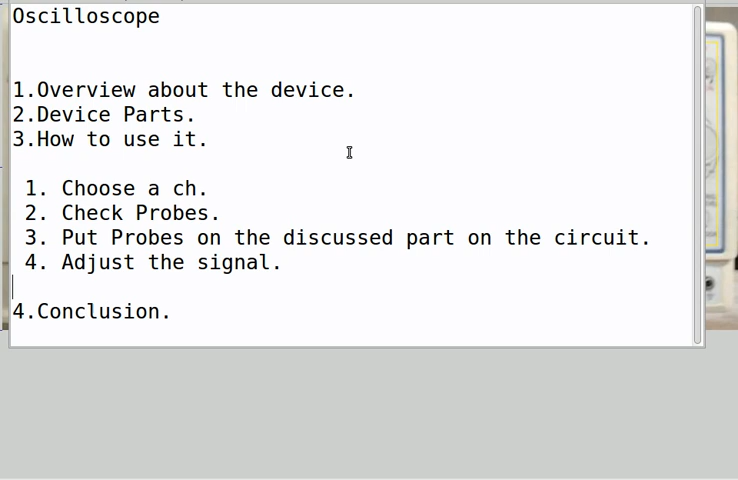 Oscilloscope
1.Overview about the device.
2.Device Parts.
3.How to use it.
1. Choose a ch.
2. Check Probes.
3. Put Probes on the discussed part on the circuit.
4. Adjust the signal.
4.Conclusion.